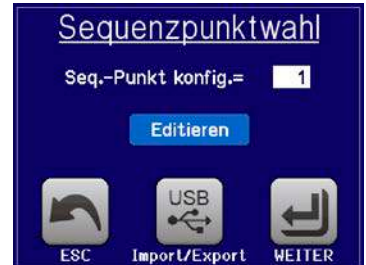 Sequenzpunktwahl
Seq.-Punkt konfig.= 1
Editieren
USB
ESC Import/Export WEITER